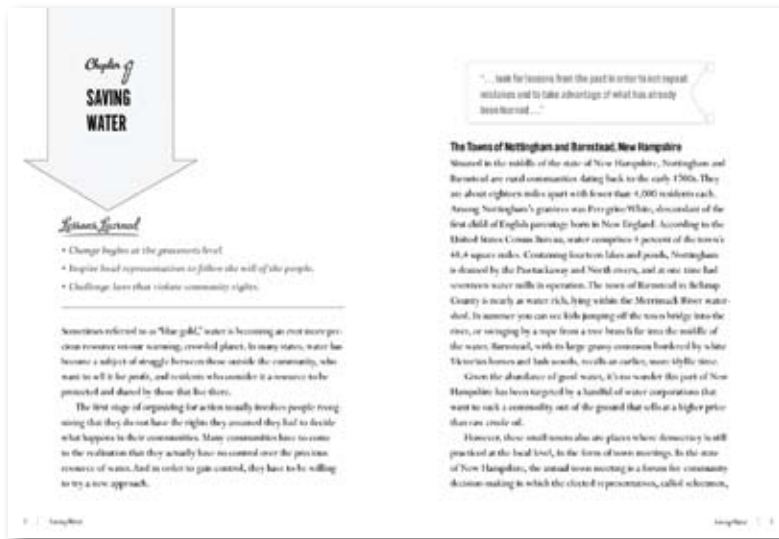 Chapter 9
SAVING
WATER
Lessons Learned
• Change begins at the grassroots level.
• Inspire local representation to follow the will of the people.
• Challenge laws that violate community rights.
Sometimes referred to as "blue gold," water is becoming an ever more pre-
cious resource on our warming, crowded planet. In many states, water has
become a subject of struggle between those outside the community, who
want to sell it for profit, and residents who consider it a resource to be
protected and shared by those that live there.
The first stage of organizing for action usually involves people recog-
nizing that they do not have the rights they assumed they had to decide
what happens in their communities. Many communities have to come
to the realization that they actually have no control over the precious
resource of water. And in order to gain control, they have to be willing
to try a new approach.
Saving Water
"... look for lessons from the past in order to not repeat
mistakes and to take advantage of what has already
been learned ..."
The Towns of Nottingham and Barnstead, New Hampshire
Situated in the middle of the state of New Hampshire, Nottingham and
Barnstead are rural communities dating back to the early 1700s. They
are about eighteen miles apart with fewer than 4,000 residents each.
Among Nottingham's grantees was Peregrine White, descendant of the
first child of English parentage born in New England. According to the
United States Census Bureau, water comprises 4 percent of the town's
48.4 square miles. Containing fourteen lakes and ponds, Nottingham
is drained by the Pawtuckaway and North rivers, and at one time had
seventeen water mills in operation. The town of Barnstead in Belknap
County is nearly as water rich, lying within the Merrimack River water-
shed. In summer you can see kids jumping off the town bridge into the
river, or swinging by a rope from a tree branch far into the middle of
the water. Barnstead, with its large grassy common bordered by white
Victorian homes and lush woods, recalls an earlier, more idyllic time.
Given the abundance of good water, it's no wonder this part of New
Hampshire has been targeted by a handful of water corporations that
want to suck a commodity out of the ground that sells at a higher price
than raw crude oil.
However, these small towns also are places where democracy is still
practiced at the local level, in the form of town meetings. In the state
of New Hampshire, the annual town meeting is a forum for community
decision-making in which the elected representatives, called selectmen,
Saving Water